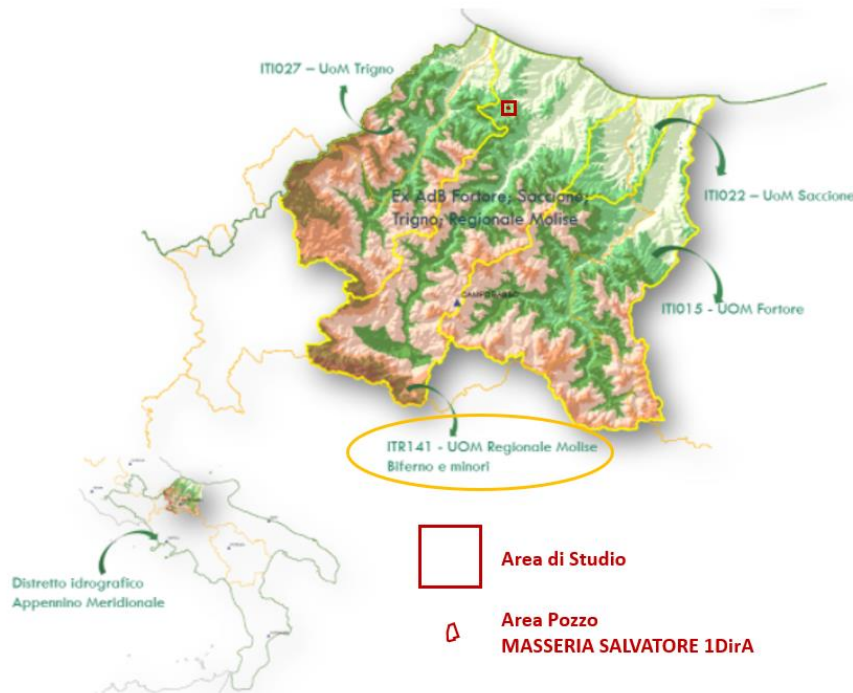 ITI027 – UoM Trigno
ITI022 – UoM Saccione
Ex AdB Fortore, Saccione,
Trigno, Regionale Molise
CAMPOBASSO
ITI015 - UOM Fortore
ITR141 - UOM Regionale Molise
Biferno e minori
Distretto idrografico
Appennino Meridionale
Area di Studio
Area Pozzo
MASSERIA SALVATORE 1DirA